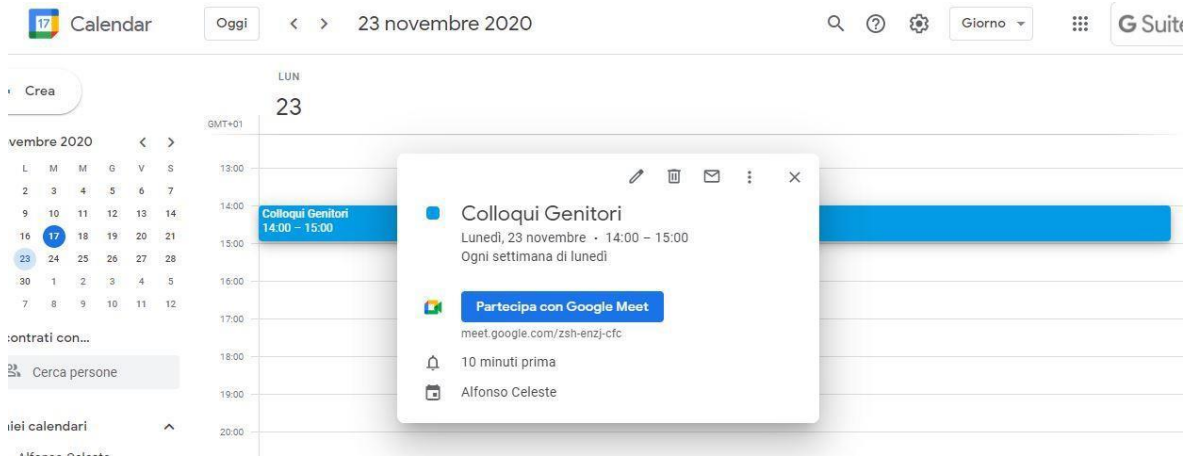 17 Calendar Oggi < > 23 novembre 2020 Giorno G Suite
Crea
LUN
23
GMT+01
vembre 2020 < >
L M M G V S
2 3 4 5 6 7
9 10 11 12 13 14
16 17 18 19 20 21
23 24 25 26 27 28
30 1 2 3 4 5
7 8 9 10 11 12
contrati con...
Cerca persone
iei calendari
13:00
14:00
15:00
16:00
17:00
18:00
19:00
20:00
Colloqui Genitori
14:00 – 15:00
Colloqui Genitori
Lunedì, 23 novembre • 14:00 – 15:00
Ogni settimana di lunedì
Partecipa con Google Meet
meet.google.com/zsh-enzj-cfc
10 minuti prima
Alfonso Celeste